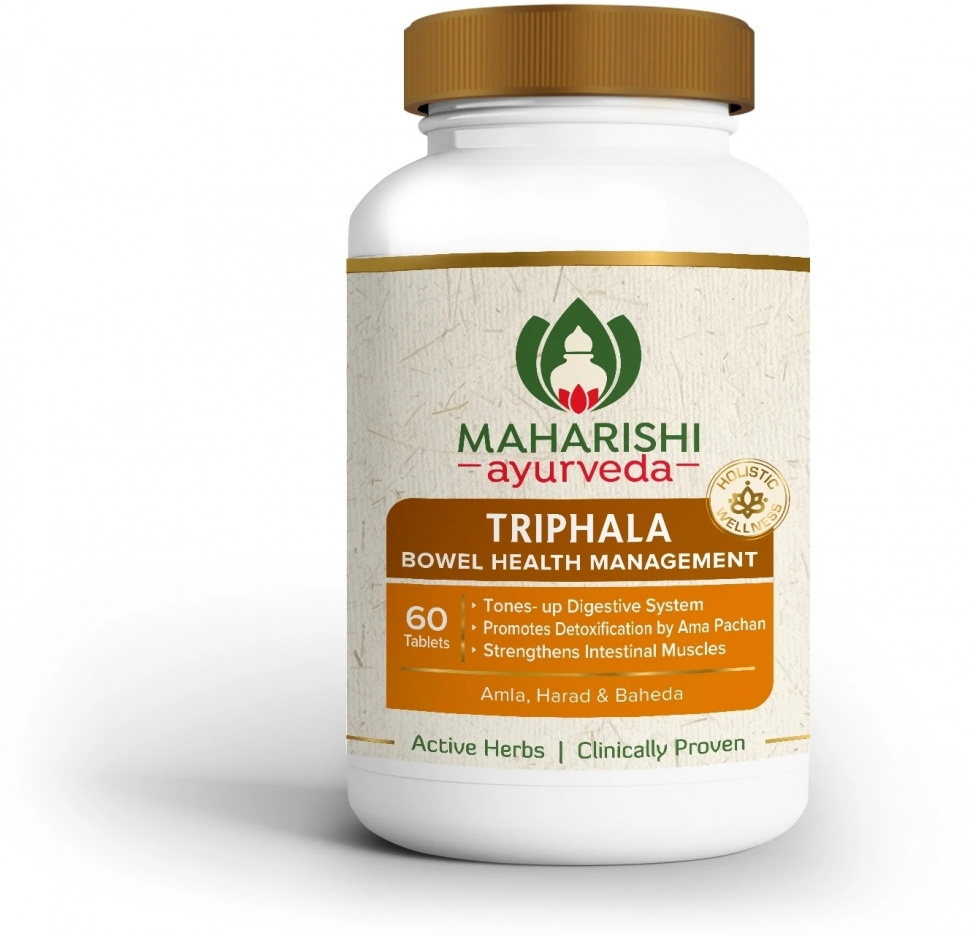 MAHARISHI
ayurveda
HOLISTIC
WELLNESS
TRIPHALA
BOWEL HEALTH MANAGEMENT
60
Tablets
Tones- up Digestive System
Promotes Detoxification by Ama Pachan
Strengthens Intestinal Muscles
Amla, Harad & Baheda
Active Herbs | Clinically Proven